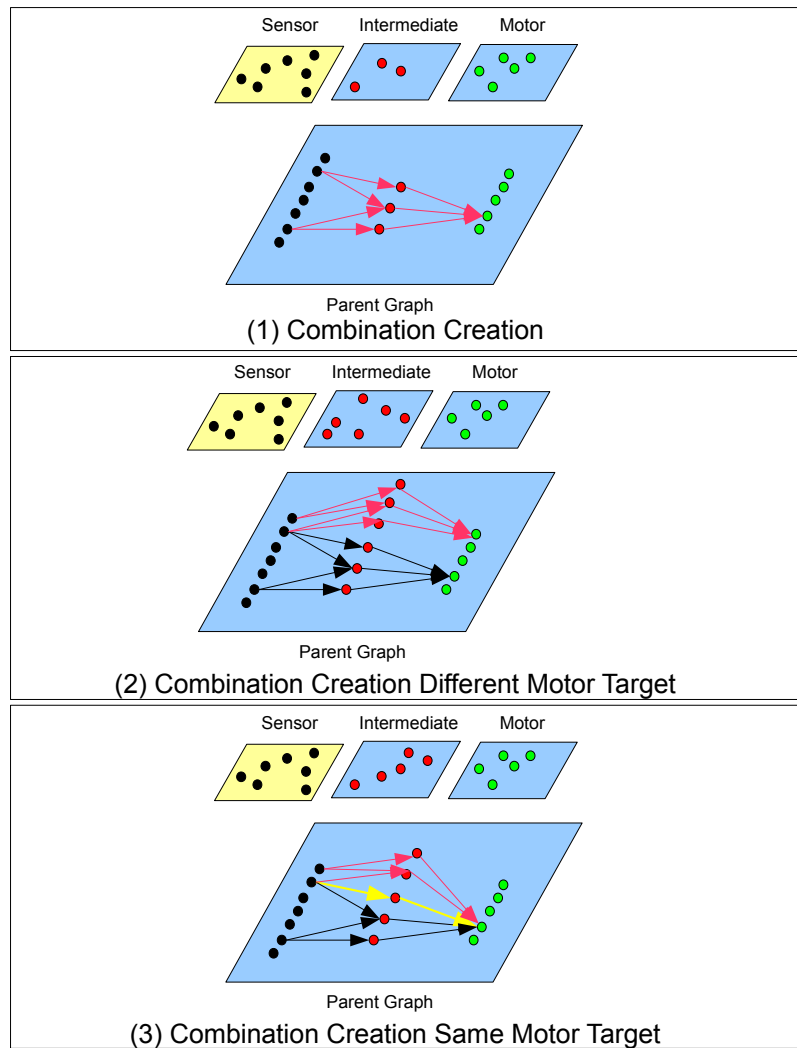 Sensor Intermediate Motor
Parent Graph
(1) Combination Creation
Sensor Intermediate Motor
Parent Graph
(2) Combination Creation Different Motor Target
Sensor Intermediate Motor
Parent Graph
(3) Combination Creation Same Motor Target